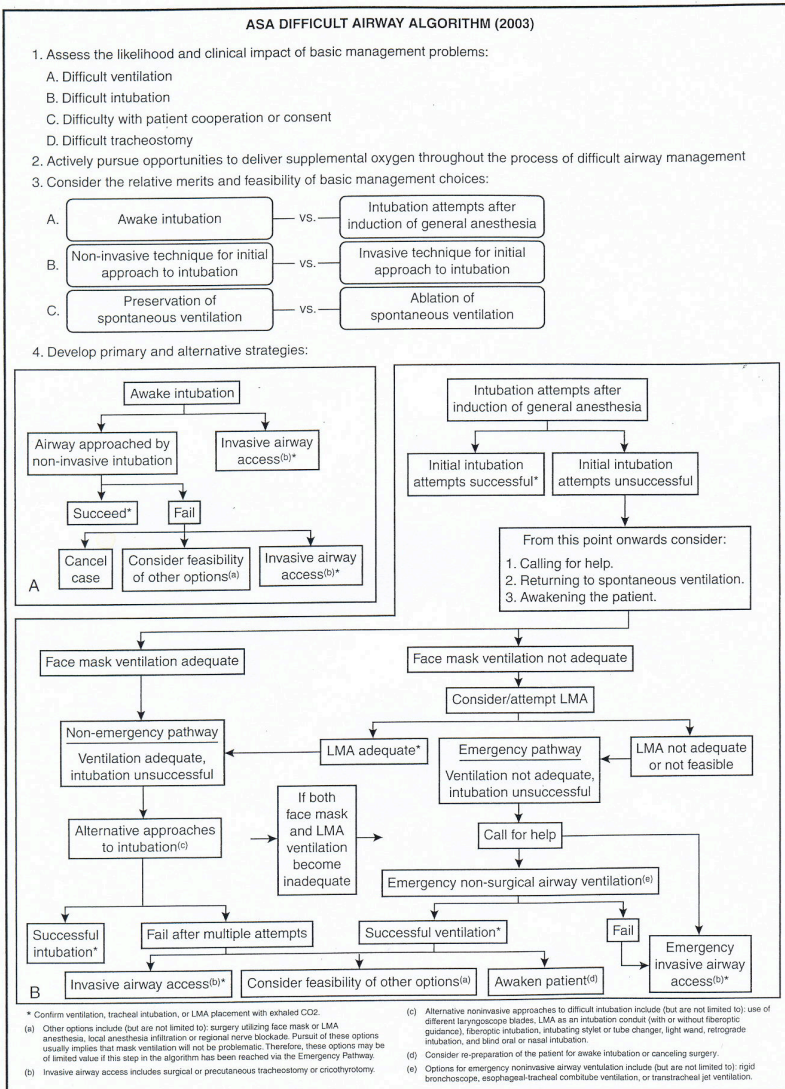 ASA DIFFICULT AIRWAY ALGORITHM (2003)
1. Assess the likelihood and clinical impact of basic management problems:
A. Difficult ventilation
B. Difficult intubation
C. Difficulty with patient cooperation or consent
D. Difficult tracheostomy
2. Actively pursue opportunities to deliver supplemental oxygen throughout the process of difficult airway management
3. Consider the relative merits and feasibility of basic management choices:
A.
Awake intubation
vs.
Intubation attempts after
induction of general anesthesia
B.
Non-invasive technique for initial
approach to intubation
vs.
Invasive technique for initial
approach to intubation
C.
Preservation of
spontaneous ventilation
vs.
Ablation of
spontaneous ventilation
4. Develop primary and alternative strategies:
Awake intubation
Airway approached by
non-invasive intubation
Invasive airway
access(b)*
Succeed*
Fail
Cancel
case
Consider feasibility
of other options(a)
Invasive airway
access(b)*
A
Intubation attempts after
induction of general anesthesia
Initial intubation
attempts successful*
Initial intubation
attempts unsuccessful
From this point onwards consider:
1. Calling for help.
2. Returning to spontaneous ventilation.
3. Awakening the patient.
Face mask ventilation adequate
Face mask ventilation not adequate
Consider/attempt LMA
Non-emergency pathway
Ventilation adequate,
intubation unsuccessful
LMA adequate*
Emergency pathway
Ventilation not adequate,
intubation unsuccessful
LMA not adequate
or not feasible
Alternative approaches
to intubation(c)
If both
face mask
and LMA
ventilation
become
inadequate
Call for help
Emergency non-surgical airway ventilation(e)
Successful
intubation*
Fail after multiple attempts
Successful ventilation*
Fail
Emergency
invasive airway
access(b)*
Invasive airway access(b)*
Consider feasibility of other options(a)
Awaken patient(d)
B
* Confirm ventilation, tracheal intubation, or LMA placement with exhaled CO2.
(a) Other options include (but are not limited to): surgery utilizing face mask or LMA
anesthesia, local anesthesia infiltration or regional nerve blockade. Pursuit of these options
usually implies that mask ventilation will not be problematic. Therefore, these options may be
of limited value if this step in the algorithm has been reached via the Emergency Pathway.
(b) Invasive airway access includes surgical or precutaneous tracheostomy or cricothyrotomy.
(c) Alternative noninvasive approaches to difficult intubation include (but are not limited to): use of
different laryngoscope blades, LMA as an intubation conduit (with or without fiberoptic
guidance), fiberoptic intubation, intubating stylet or tube changer, light wand, retrograde
intubation, and blind oral or nasal intubation.
(d) Consider re-preparation of the patient for awake intubation or canceling surgery.
(e) Options for emergency noninvasive airway ventulation include (but are not limited to): rigid
bronchoscope, esophageal-tracheal combitube ventilation, or transtracheal jet ventilation.